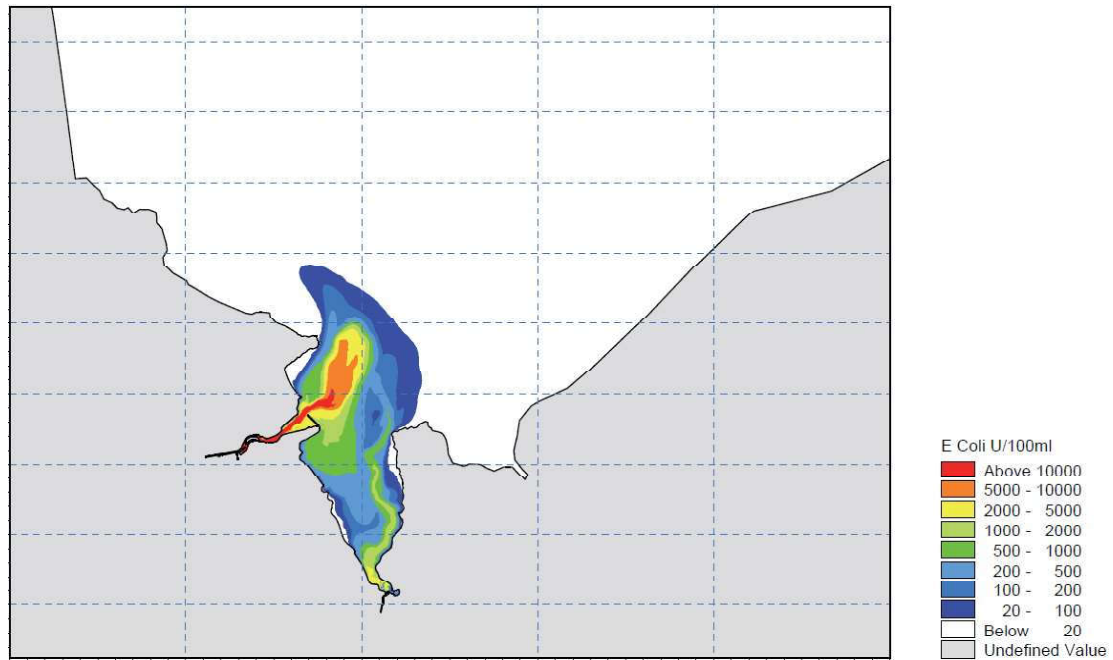 E Coli U/100ml
Above 10000
5000 - 10000
2000 - 5000
1000 - 2000
500 - 1000
200 - 500
100 - 200
20 - 100
Below 20
Undefined Value